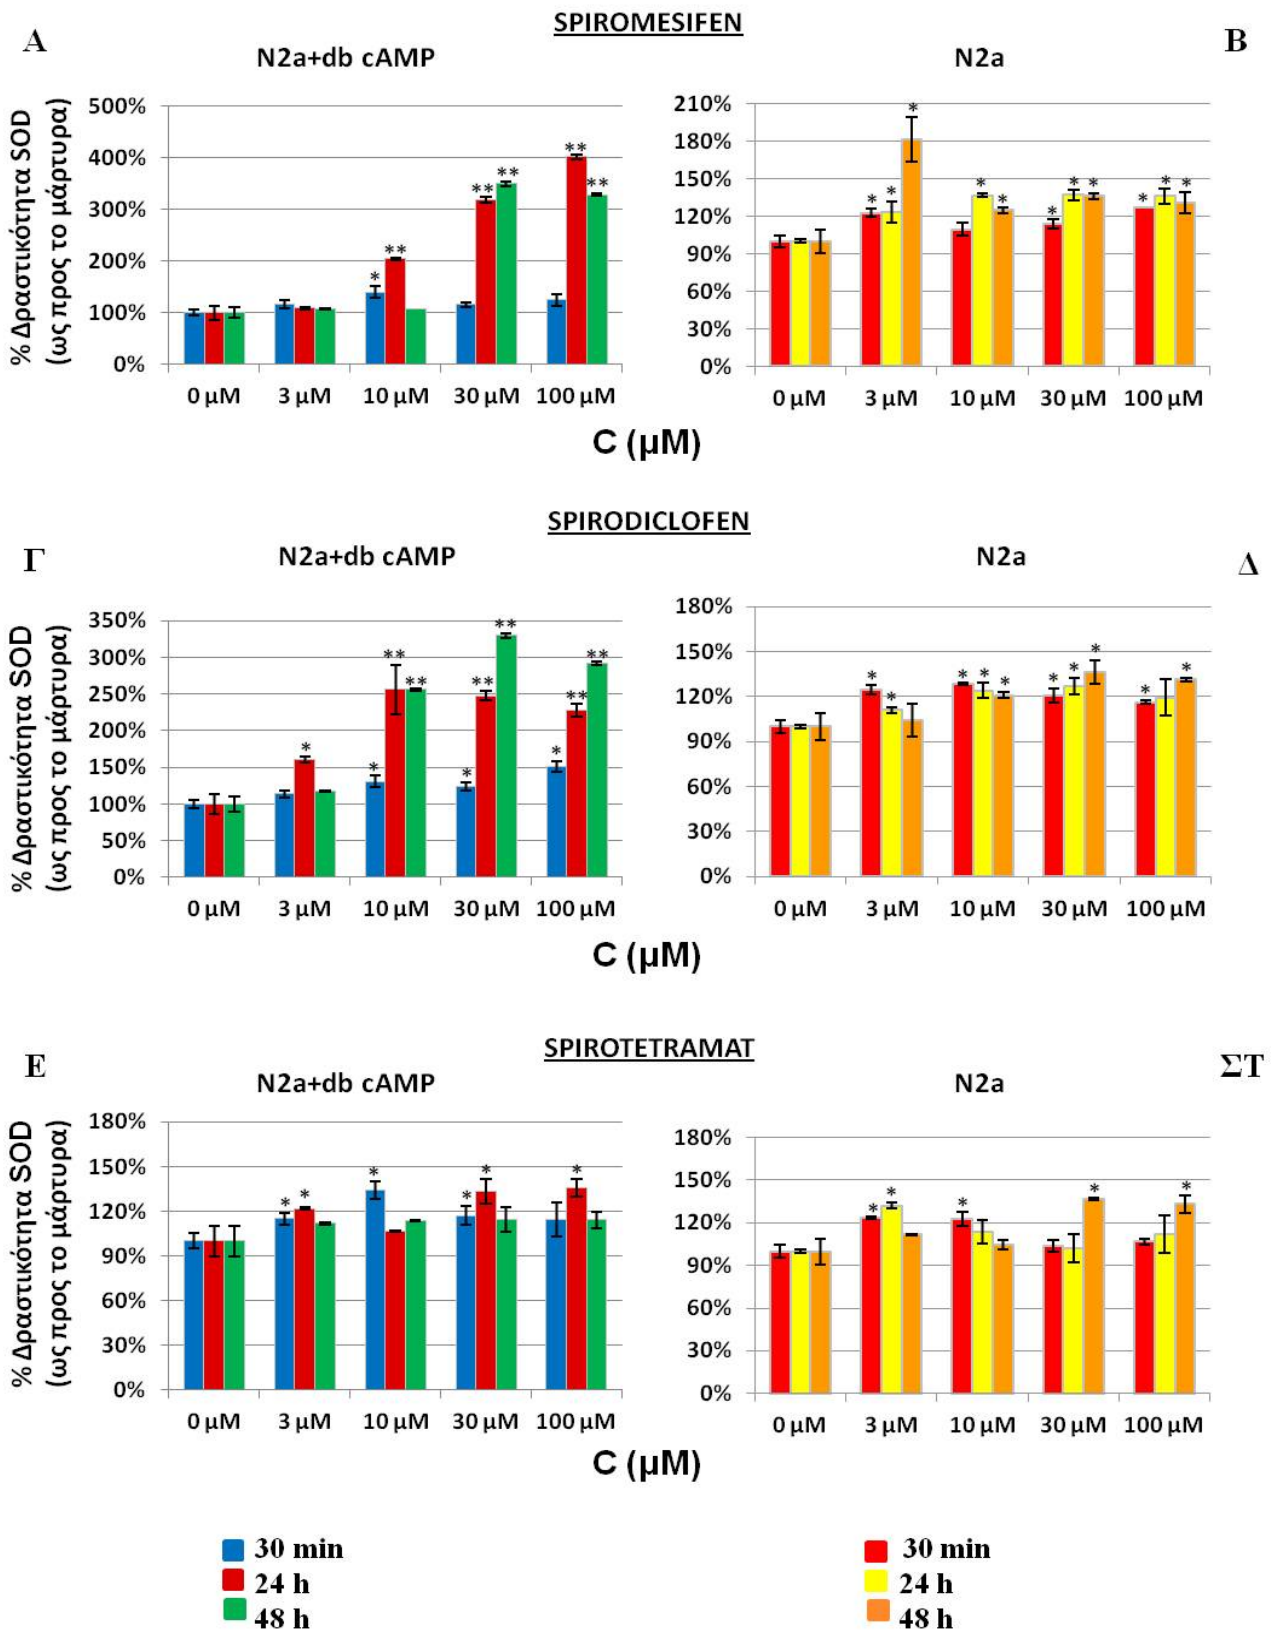 SPIROMESIFEN
Α
Β
N2a+db cAMP
N2a
% Δραστικότητα SOD
(ως προς το μάρτυρα)
500%
400%
300%
200%
100%
0%
* ** ** ** ** **
0 μM 3 μM 10 μM 30 μM 100 μM
210%
180%
150%
120%
90%
60%
30%
0%
* * * * * * * * * * *
0 μM 3 μM 10 μM 30 μM 100 μM
C (μM)
SPIRODICLOFEN
Γ
Δ
N2a+db cAMP
N2a
% Δραστικότητα SOD
(ως προς το μάρτυρα)
350%
300%
250%
200%
150%
100%
50%
0%
* * ** ** * ** ** * ** **
0 μM 3 μM 10 μM 30 μM 100 μM
180%
150%
120%
90%
60%
30%
0%
* * * * * * * * * *
0 μM 3 μM 10 μM 30 μM 100 μM
C (μM)
SPIROTETRAMAT
Ε
ΣΤ
N2a+db cAMP
N2a
% Δραστικότητα SOD
(ως προς το μάρτυρα)
180%
150%
120%
90%
60%
30%
0%
* * * * * *
0 μM 3 μM 10 μM 30 μM 100 μM
180%
150%
120%
90%
60%
30%
0%
* * * * *
0 μM 3 μM 10 μM 30 μM 100 μM
C (μM)
30 min
24 h
48 h
30 min
24 h
48 h